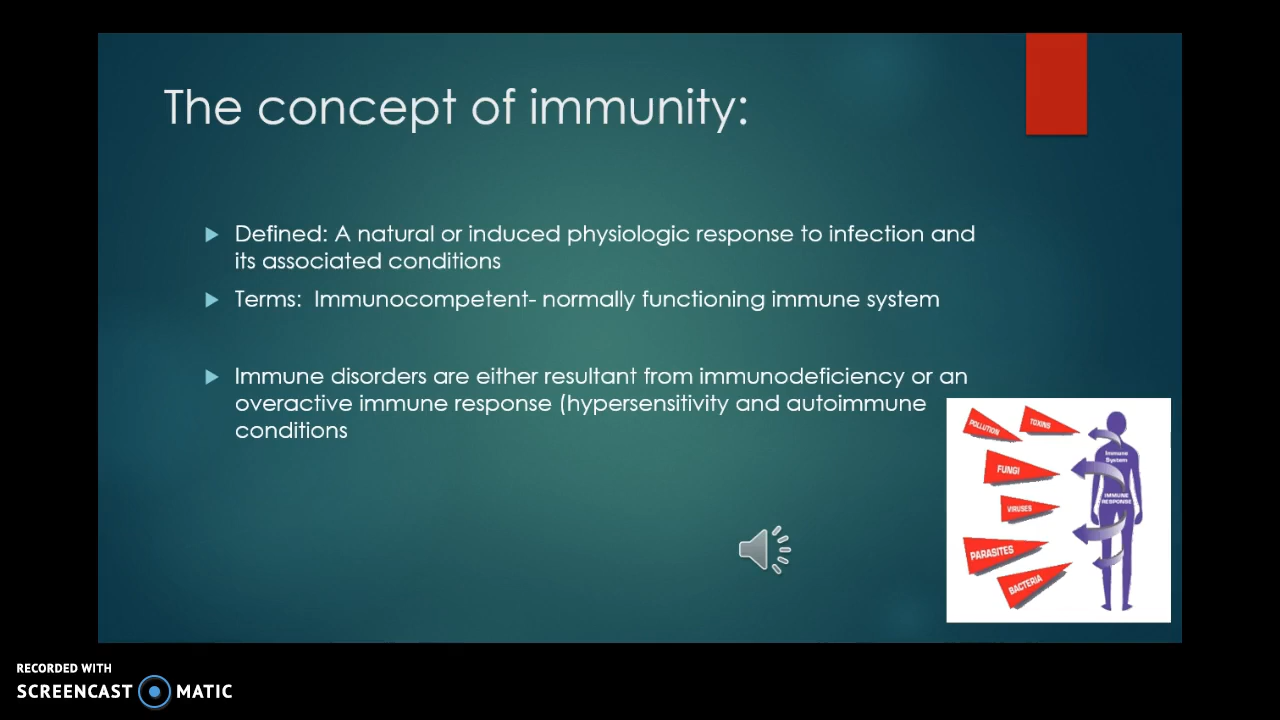 The concept of immunity:
Defined: A natural or induced physiologic response to infection and
its associated conditions
Terms:  Immunocompetent- normally functioning immune system
Immune disorders are either resultant from immunodeficiency or an
overactive immune response (hypersensitivity and autoimmune
conditions
POLLUTION
TOXINS
Immune
System
FUNGI
IMMUNE
RESPONSE
VIRUSES
PARASITES
BACTERIA
RECORDED WITH
SCREENCAST MATIC